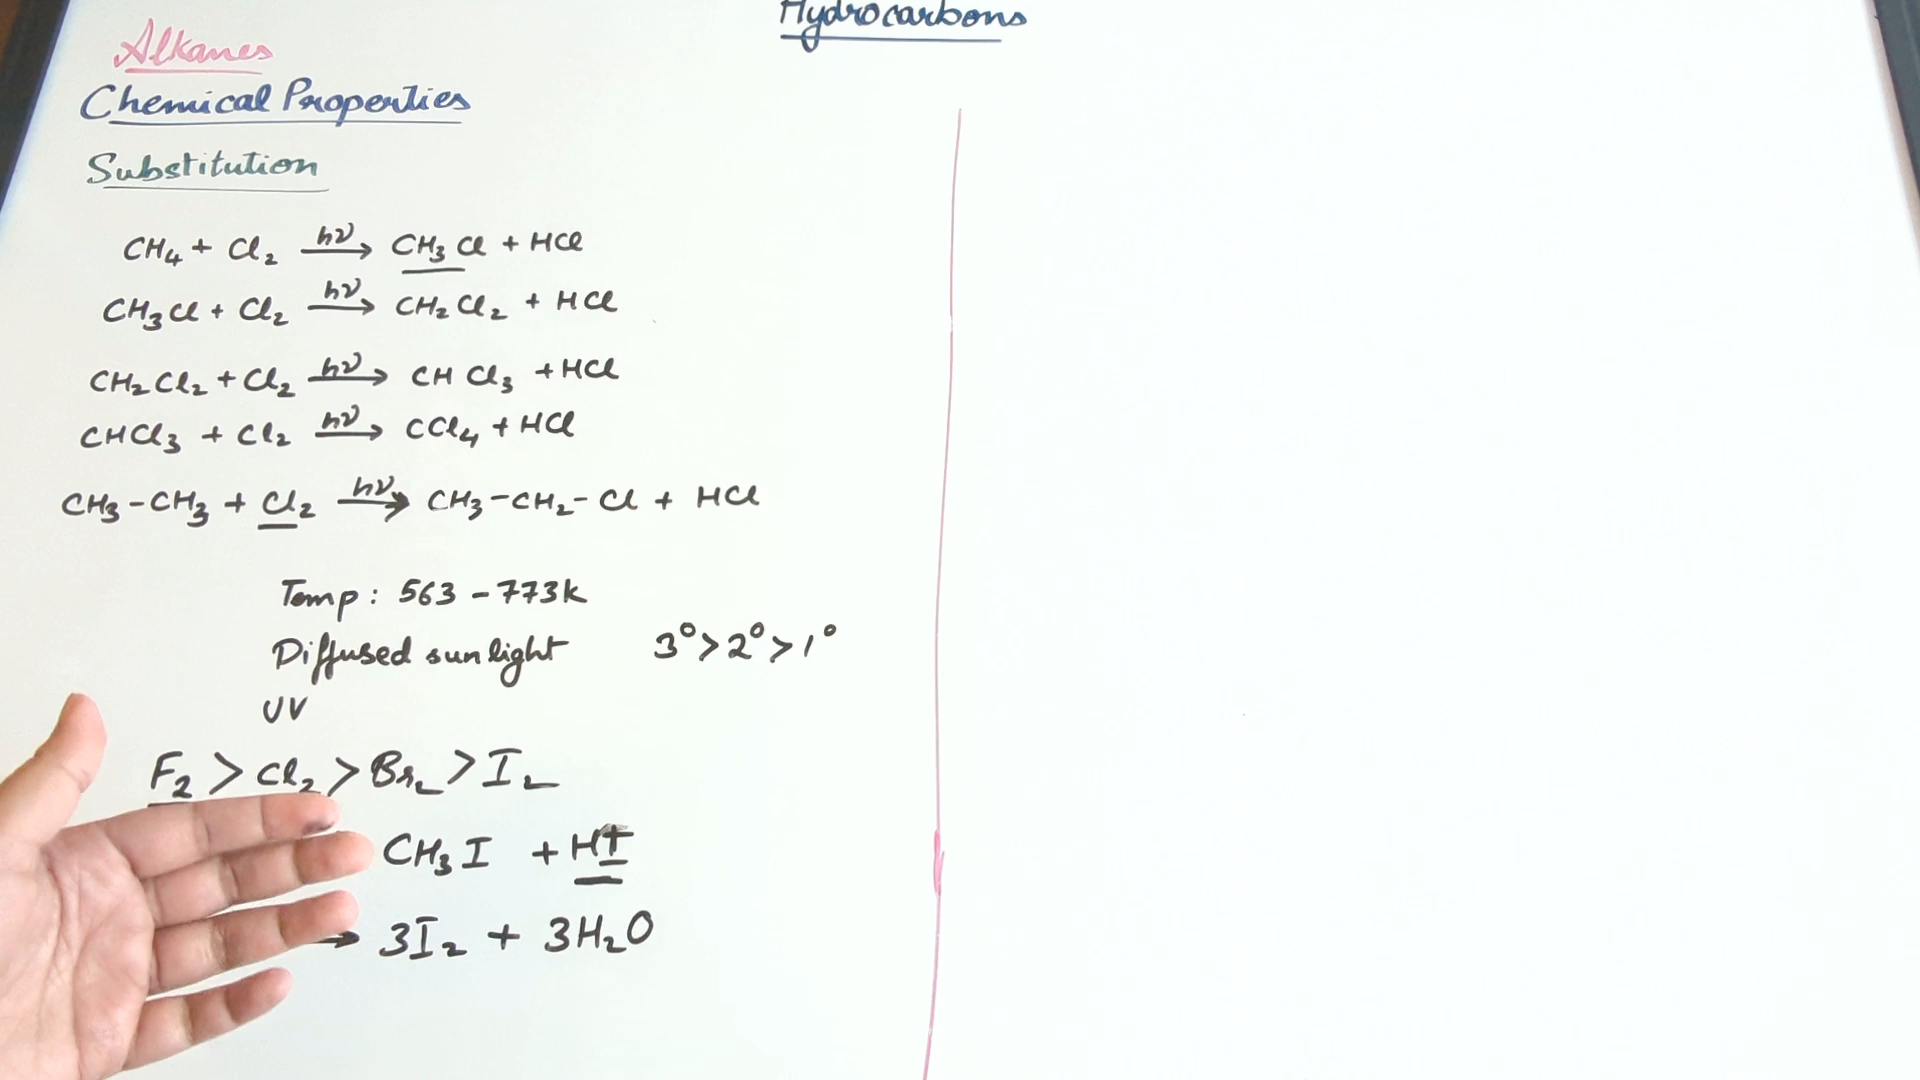 Hydrocarbons
Alkanes
Chemical Properties
Substitution
CH₄ + Cl₂ —hν→ CH₃Cl + HCl
CH₃Cl + Cl₂ —hν→ CH₂Cl₂ + HCl
CH₂Cl₂ + Cl₂ —hν→ CHCl₃ + HCl
CHCl₃ + Cl₂ —hν→ CCl₄ + HCl
CH₃-CH₃ + Cl₂ —hν→ CH₃-CH₂-Cl + HCl
Temp: 563-773K
Diffused sunlight 3°>2°>1°
UV
F₂ > Cl₂ > Br₂ > I₂
CH₃I + HI
→ 3I₂ + 3H₂O